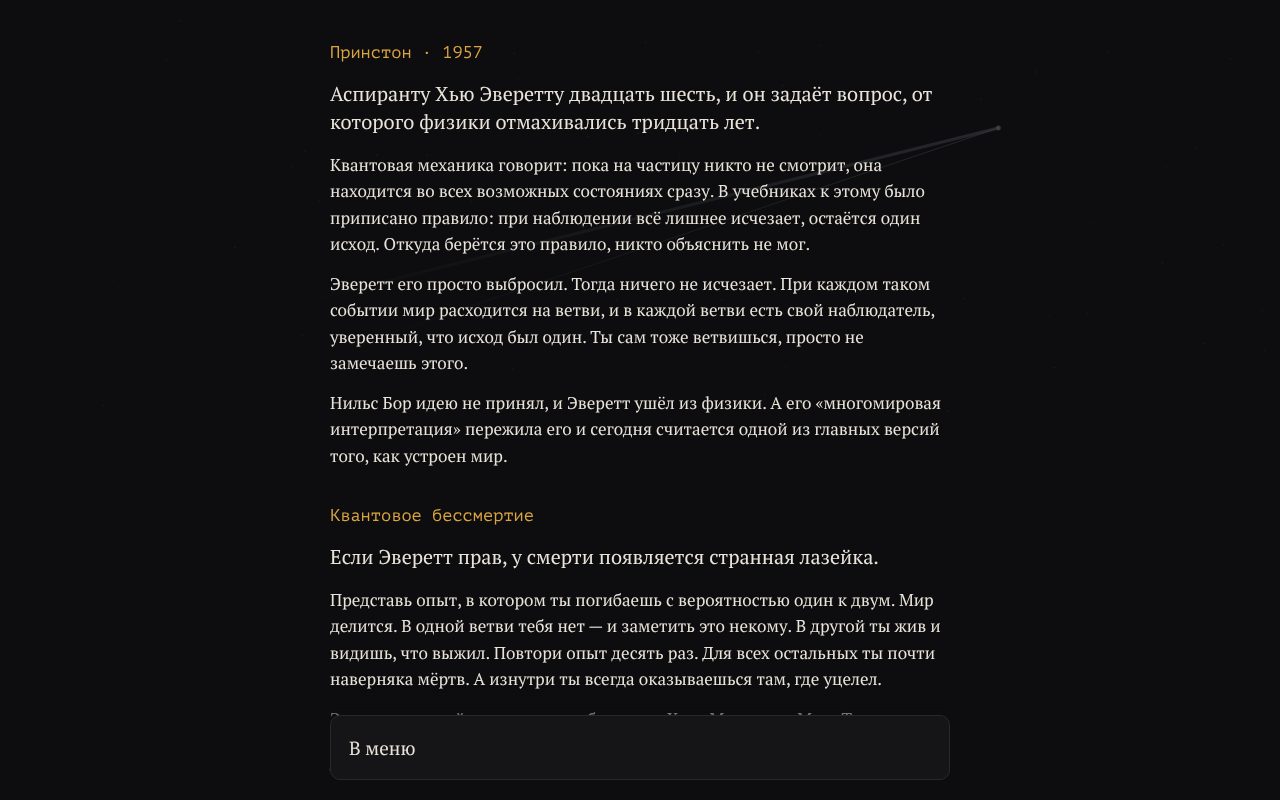 Принстон · 1957
Аспиранту Хью Эверетту двадцать шесть, и он задаёт вопрос, от
которого физики отмахивались тридцать лет.
Квантовая механика говорит: пока на частицу никто не смотрит, она
находится во всех возможных состояниях сразу. В учебниках к этому было
приписано правило: при наблюдении всё лишнее исчезает, остаётся один
исход. Откуда берётся это правило, никто объяснить не мог.
Эверетт его просто выбросил. Тогда ничего не исчезает. При каждом таком
событии мир расходится на ветви, и в каждой ветви есть свой наблюдатель,
уверенный, что исход был один. Ты сам тоже ветвишься, просто не
замечаешь этого.
Нильс Бор идею не принял, и Эверетт ушёл из физики. А его «многомировая
интерпретация» пережила его и сегодня считается одной из главных версий
того, как устроен мир.
Квантовое бессмертие
Если Эверетт прав, у смерти появляется странная лазейка.
Представь опыт, в котором ты погибаешь с вероятностью один к двум. Мир
делится. В одной ветви тебя нет — и заметить это некому. В другой ты жив и
видишь, что выжил. Повтори опыт десять раз. Для всех остальных ты почти
наверняка мёртв. А изнутри ты всегда оказываешься там, где уцелел.
В меню